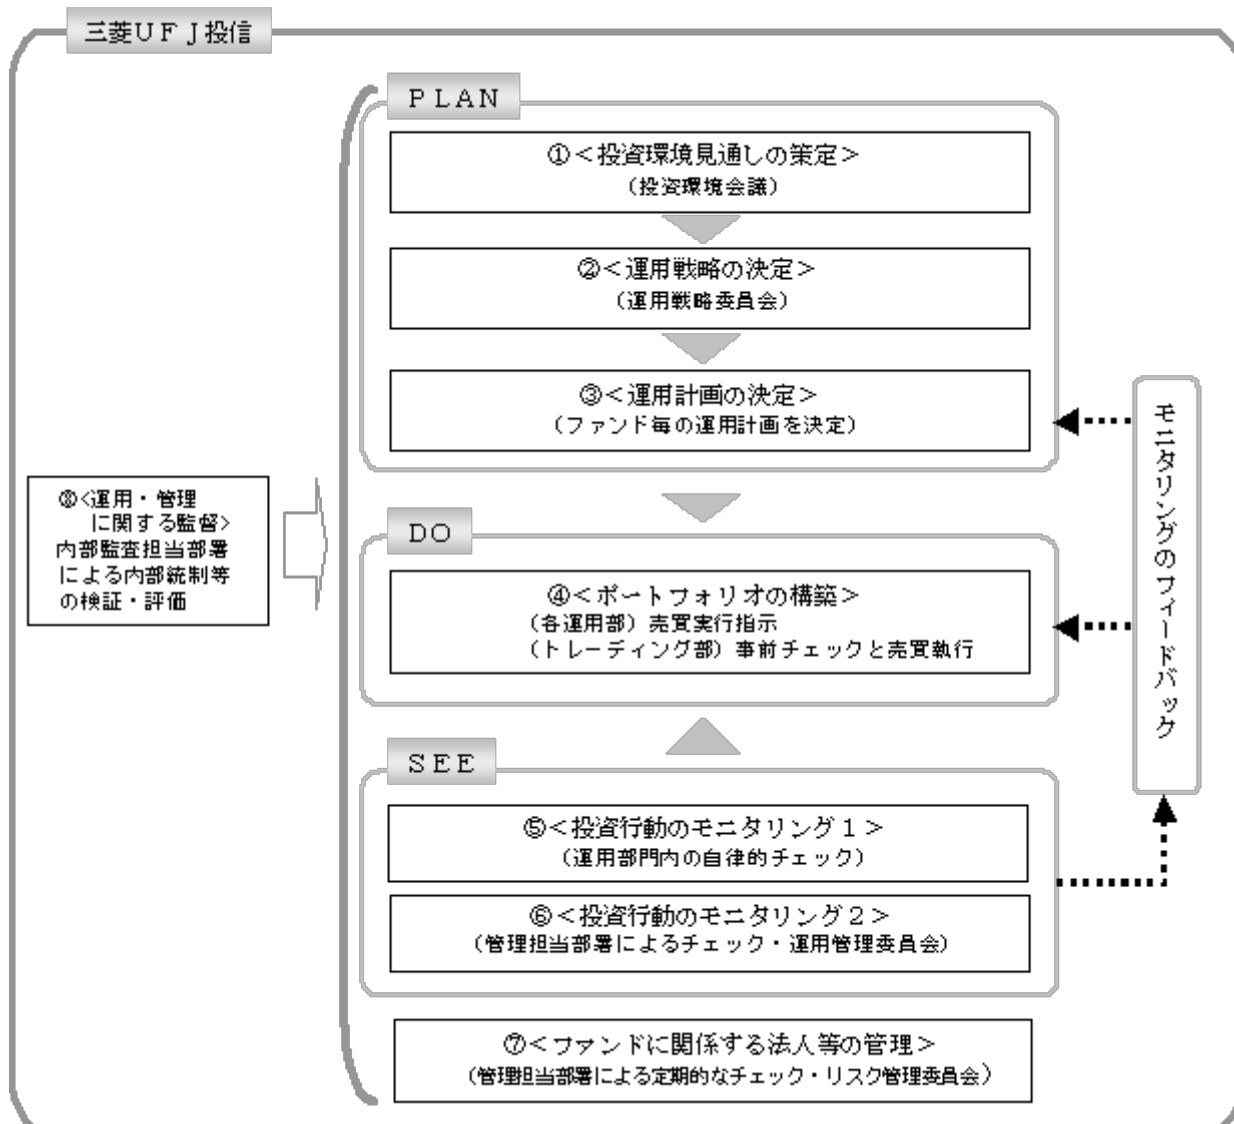 三菱UFJ投信
PLAN
①＜投資環境見通しの策定＞
（投資環境会議）
②＜運用戦略の決定＞
（運用戦略委員会）
③＜運用計画の決定＞
（ファンド毎の運用計画を決定）
⑧<運用・管理
に関する監督>
内部監査担当部署
による内部統制等
の検証・評価
DO
④＜ポートフォリオの構築＞
（各運用部）売買実行指示
（トレーディング部）事前チェックと売買執行
モニタリングのフィードバック
SEE
⑤＜投資行動のモニタリング１＞
（運用部門内の自律的チェック）
⑥＜投資行動のモニタリング２＞
（管理担当部署によるチェック・運用管理委員会）
⑦＜ファンドに関係する法人等の管理＞
（管理担当部署による定期的なチェック・リスク管理委員会）